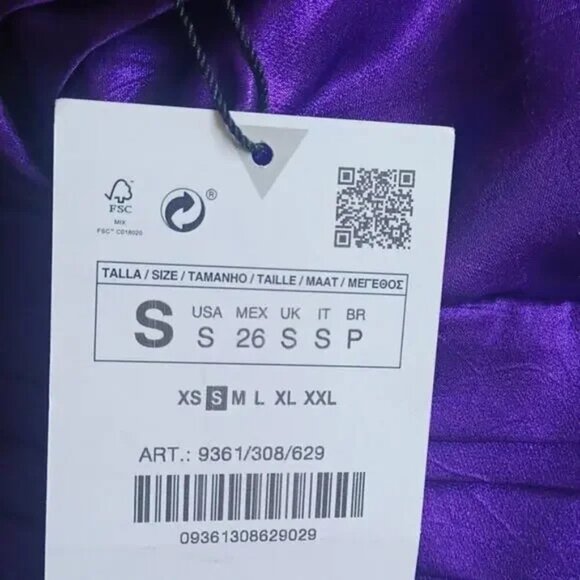 FSC
MIX
FSC™ C018020
®
TALLA / SIZE / TAMANHO / TAILLE / MAAT / ΜΕΓΕΘΟΣ
S USA MEX UK IT BR
S 26 S S P
XS S M L XL XXL
ART.: 9361/308/629
09361308629029